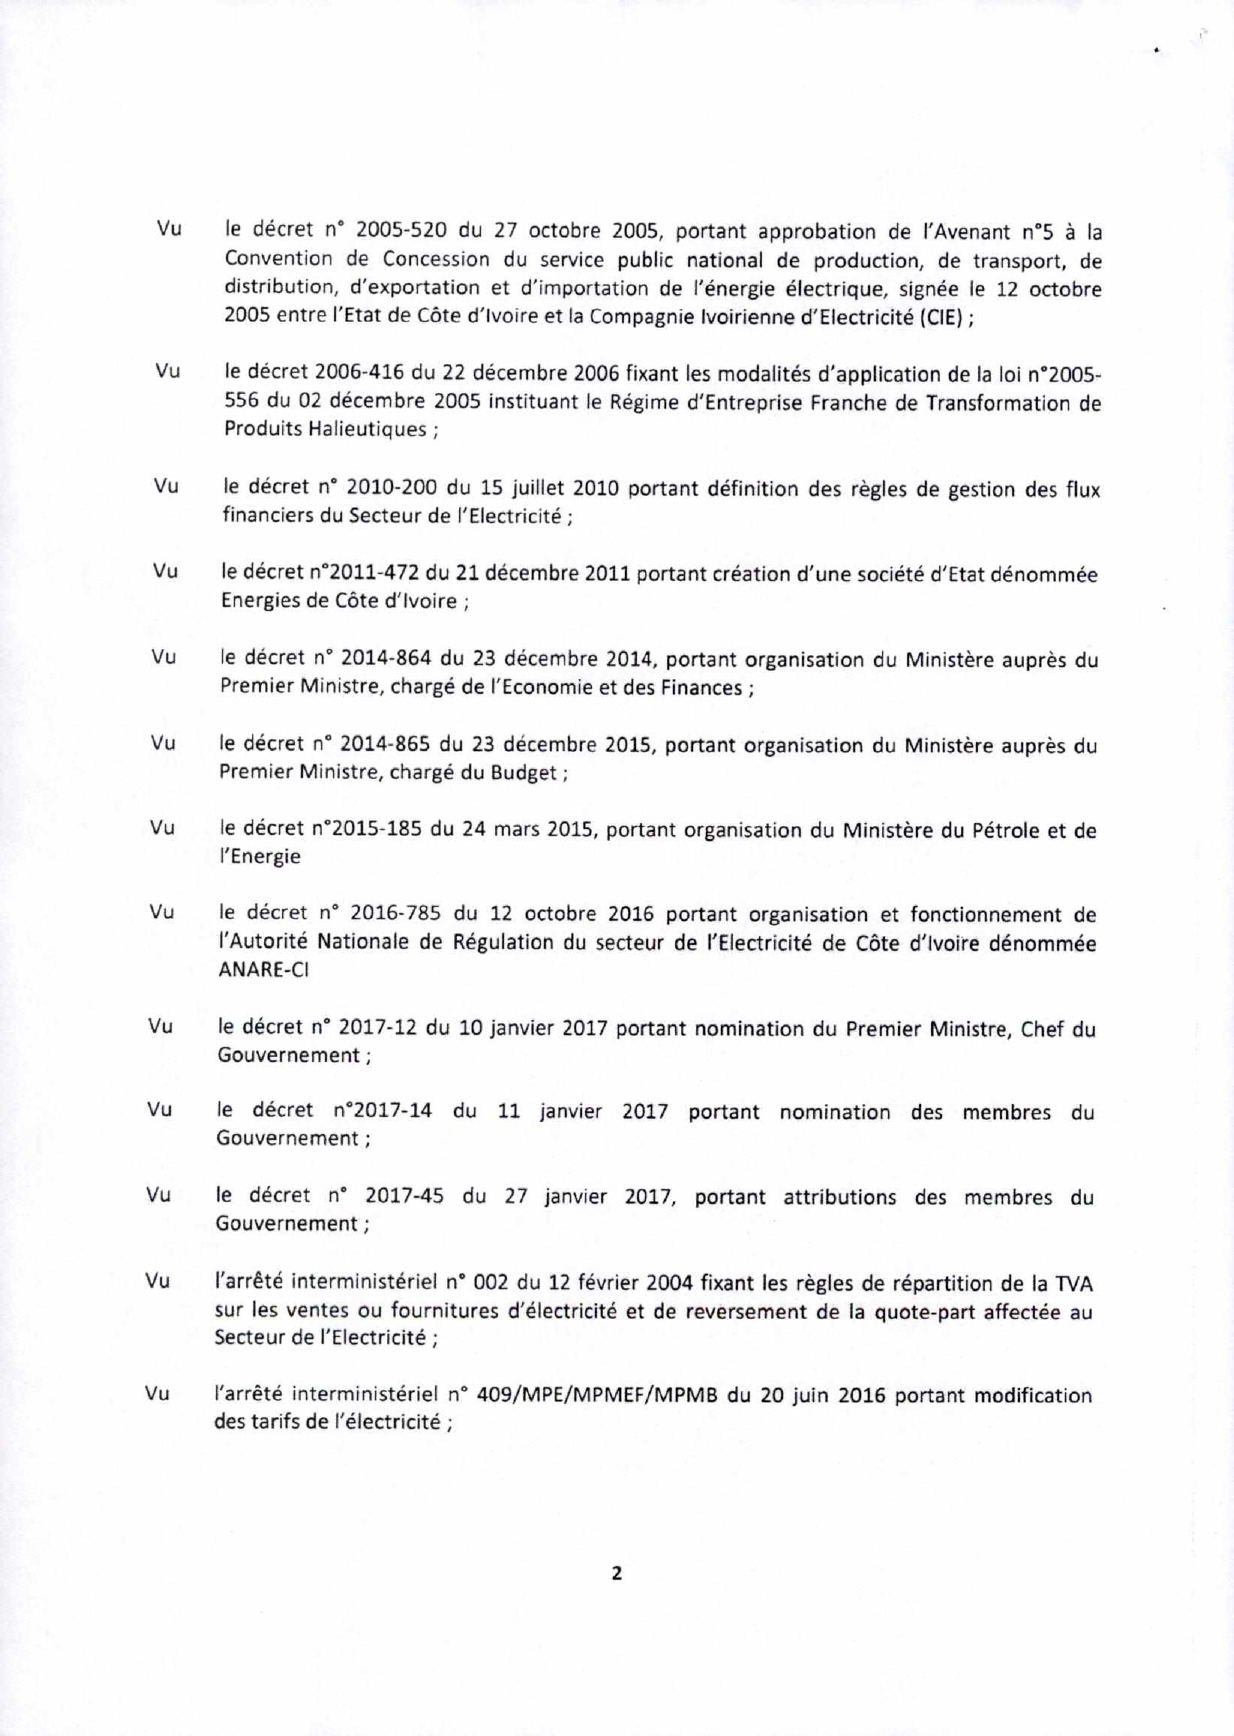 Vu le décret n° 2005-520 du 27 octobre 2005, portant approbation de l'Avenant n°5 à la
Convention de Concession du service public national de production, de transport, de
distribution, d'exportation et d'importation de l'énergie électrique, signée le 12 octobre
2005 entre l'Etat de Côte d'Ivoire et la Compagnie Ivoirienne d'Electricité (CIE) ;
Vu le décret 2006-416 du 22 décembre 2006 fixant les modalités d'application de la loi n°2005-
556 du 02 décembre 2005 instituant le Régime d'Entreprise Franche de Transformation de
Produits Halieutiques ;
Vu le décret n° 2010-200 du 15 juillet 2010 portant définition des règles de gestion des flux
financiers du Secteur de l'Electricité ;
Vu le décret n°2011-472 du 21 décembre 2011 portant création d'une société d'Etat dénommée
Energies de Côte d'Ivoire ;
Vu le décret n° 2014-864 du 23 décembre 2014, portant organisation du Ministère auprès du
Premier Ministre, chargé de l'Economie et des Finances ;
Vu le décret n° 2014-865 du 23 décembre 2015, portant organisation du Ministère auprès du
Premier Ministre, chargé du Budget ;
Vu le décret n°2015-185 du 24 mars 2015, portant organisation du Ministère du Pétrole et de
l'Energie
Vu le décret n° 2016-785 du 12 octobre 2016 portant organisation et fonctionnement de
l'Autorité Nationale de Régulation du secteur de l'Electricité de Côte d'Ivoire dénommée
ANARE-CI
Vu le décret n° 2017-12 du 10 janvier 2017 portant nomination du Premier Ministre, Chef du
Gouvernement ;
Vu le décret n°2017-14 du 11 janvier 2017 portant nomination des membres du
Gouvernement ;
Vu le décret n° 2017-45 du 27 janvier 2017, portant attributions des membres du
Gouvernement ;
Vu l'arrêté interministériel n° 002 du 12 février 2004 fixant les règles de répartition de la TVA
sur les ventes ou fournitures d'électricité et de reversement de la quote-part affectée au
Secteur de l'Electricité ;
Vu l'arrêté interministériel n° 409/MPE/MPMEF/MPMB du 20 juin 2016 portant modification
des tarifs de l'électricité ;
2